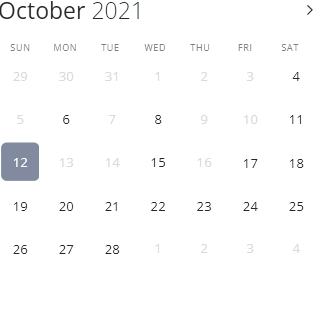 October 2021
SUN MON TUE WED THU FRI SAT
29 30 31 1 2 3 4
5 6 7 8 9 10 11
12 13 14 15 16 17 18
19 20 21 22 23 24 25
26 27 28 1 2 3 4